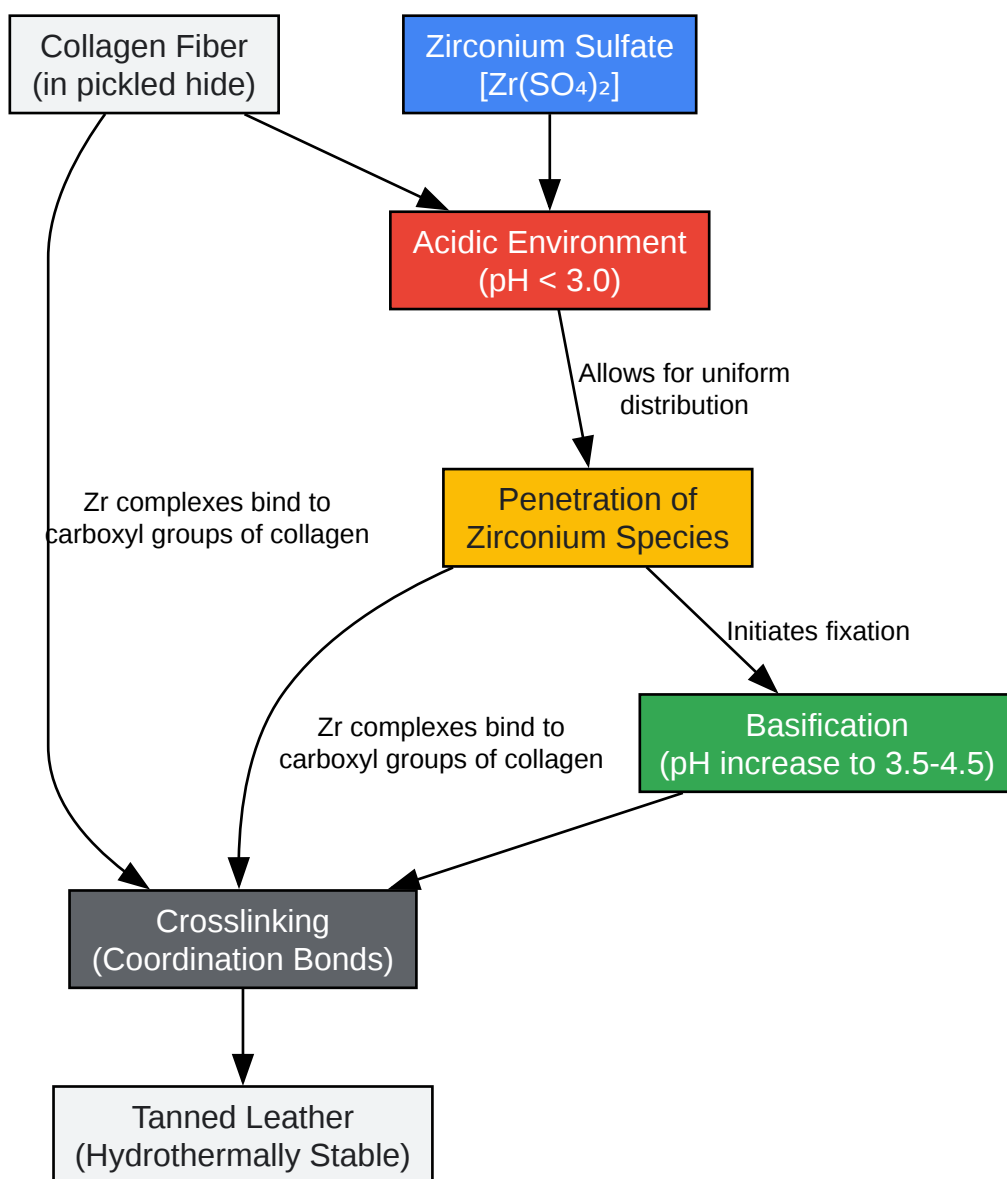 Collagen Fiber
(in pickled hide)
Zirconium Sulfate
[Zr(SO₄)₂]
Acidic Environment
(pH < 3.0)
Allows for uniform
distribution
Zr complexes bind to
carboxyl groups of collagen
Penetration of
Zirconium Species
Initiates fixation
Zr complexes bind to
carboxyl groups of collagen
Basification
(pH increase to 3.5-4.5)
Crosslinking
(Coordination Bonds)
Tanned Leather
(Hydrothermally Stable)